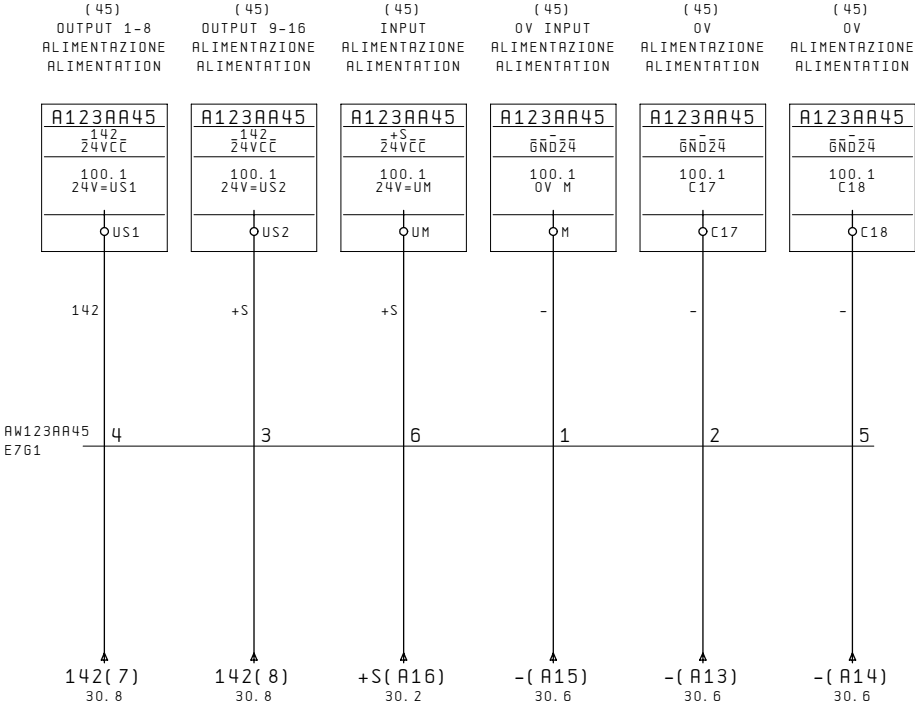 (45) (45) (45) (45) (45) (45)
OUTPUT 1-8 OUTPUT 9-16 INPUT 0V INPUT 0V 0V
ALIMENTAZIONE ALIMENTAZIONE ALIMENTAZIONE ALIMENTAZIONE ALIMENTAZIONE ALIMENTAZIONE
ALIMENTATION ALIMENTATION ALIMENTATION ALIMENTATION ALIMENTATION ALIMENTATION
A123AA45 A123AA45 A123AA45 A123AA45 A123AA45 A123AA45
142 142 +S - - -
24VCC 24VCC 24VCC GND24 GND24 GND24
100.1 100.1 100.1 100.1 100.1 100.1
24V=US1 24V=US2 24V=UM 0V M C17 C18
US1 US2 UM M C17 C18
142 +S +S - - -
AW123AA45 4 3 6 1 2 5
E7G1
142(7) 142(8) +S(A16) -(A15) -(A13) -(A14)
30.8 30.8 30.2 30.6 30.6 30.6